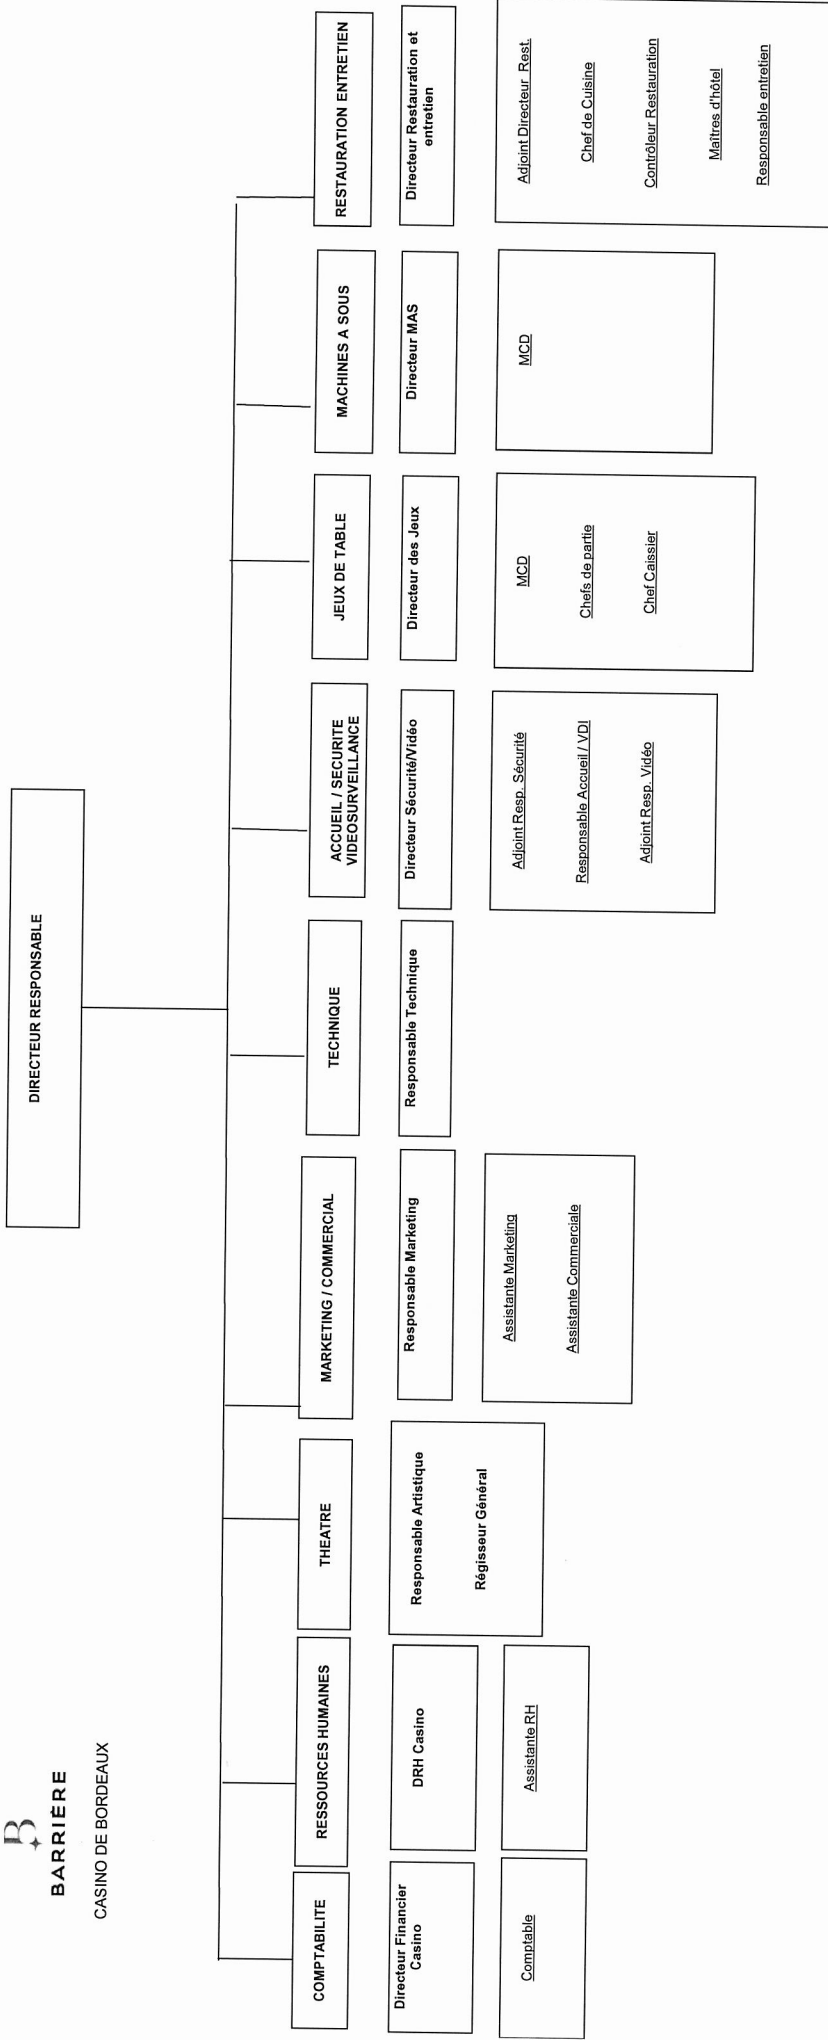 B
BARRIÈRE
CASINO DE BORDEAUX
DIRECTEUR RESPONSABLE
COMPTABILITE
Directeur Financier
Casino
Comptable
RESSOURCES HUMAINES
DRH Casino
Assistante RH
THEATRE
Responsable Artistique
Régisseur Général
MARKETING / COMMERCIAL
Responsable Marketing
Assistante Marketing
Assistante Commerciale
TECHNIQUE
Responsable Technique
ACCUEIL / SECURITE
VIDEOSURVEILLANCE
Directeur Sécurité/Vidéo
Adjoint Resp. Sécurité
Responsable Accueil / VDI
Adjoint Resp. Vidéo
JEUX DE TABLE
Directeur des Jeux
MCD
Chefs de partie
Chef Caissier
MACHINES A SOUS
Directeur MAS
MCD
RESTAURATION ENTRETIEN
Directeur Restauration et
entretien
Adjoint Directeur Rest.
Chef de Cuisine
Contrôleur Restauration
Maîtres d'hôtel
Responsable entretien